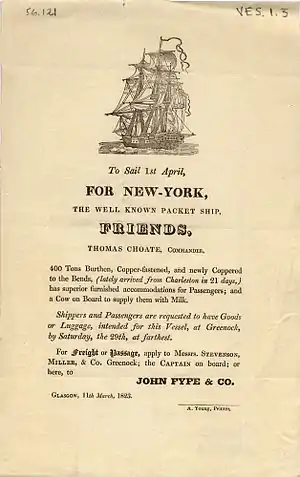 56.121
VES. 1. 3
To Sail 1st April,
FOR NEW-YORK,
THE WELL KNOWN PACKET SHIP,
FRIENDS,
THOMAS CHOATE, COMMANDER.
400 Tons Burthen, Copper-fastened, and newly Coppered
to the Bends, (lately arrived from Charleston in 21 days,)
has superior furnished accommodations for Passengers; and
a Cow on Board to supply them with Milk.
Shippers and Passengers are requested to have Goods
or Luggage, intended for this Vessel, at Greenock,
by Saturday, the 29th, at farthest.
For Freight or Passage, apply to Messrs. STEVENSON,
MILLER, & Co. Greenock; the CAPTAIN on board; or
here, to
JOHN FYFE & CO.
GLASGOW, 11th March, 1823.
A. Young, Printer.